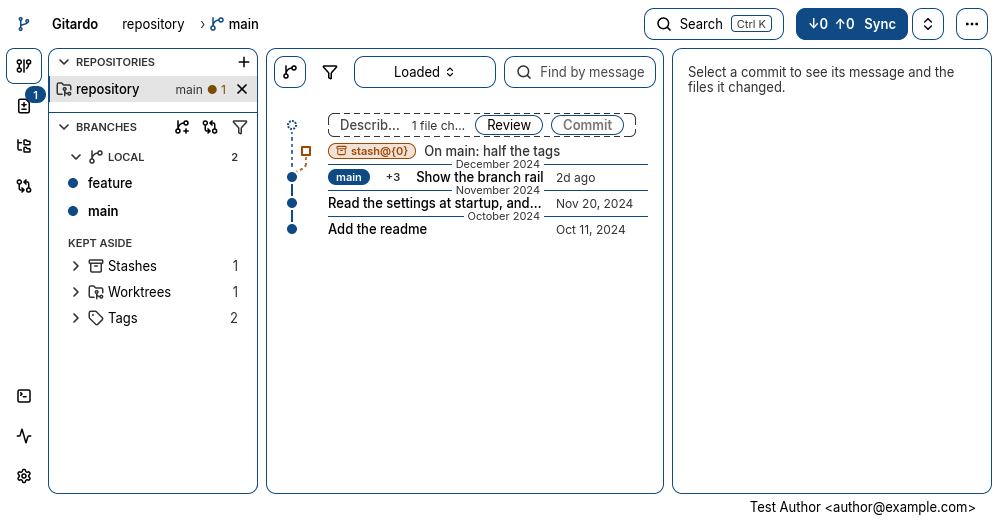 Gitardo repository › main Search Ctrl K ↓0 ↑0 Sync
REPOSITORIES
repository main 1
1
BRANCHES
LOCAL 2
feature
main
KEPT ASIDE
Stashes 1
Worktrees 1
Tags 2
Loaded Find by message
Describ... 1 file ch... Review Commit
stash@{0} On main: half the tags
December 2024
main +3 Show the branch rail 2d ago
November 2024
Read the settings at startup, and... Nov 20, 2024
October 2024
Add the readme Oct 11, 2024
Select a commit to see its message and the
files it changed.
Test Author <author@example.com>